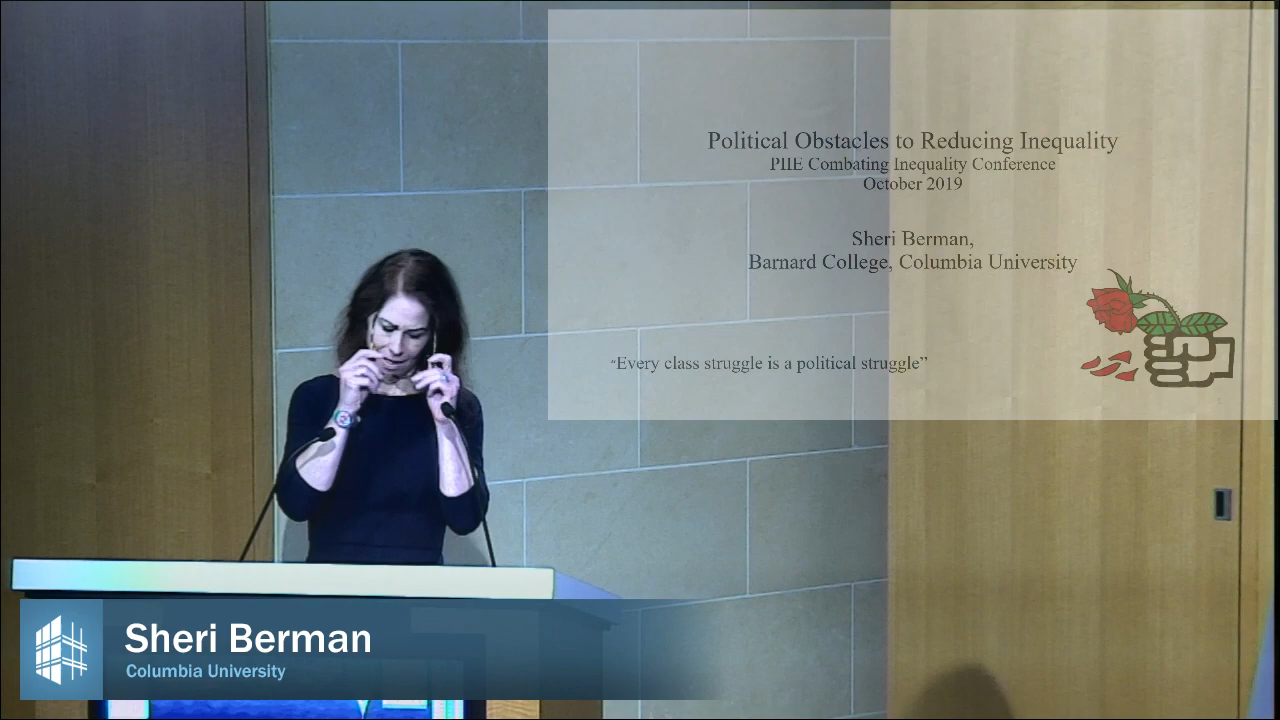 Political Obstacles to Reducing Inequality
PIIE Combating Inequality Conference
October 2019
Sheri Berman,
Barnard College, Columbia University
“Every class struggle is a political struggle”
Sheri Berman
Columbia University